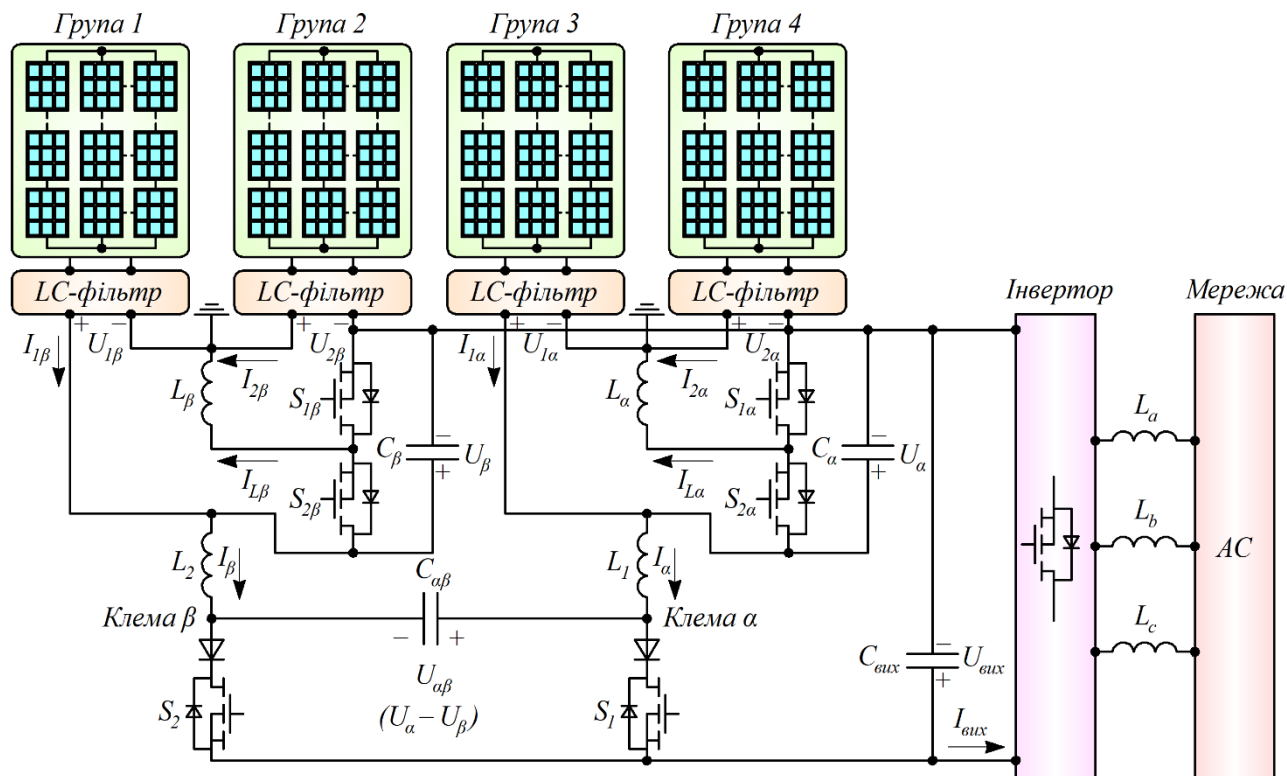 Група 1
Група 2
Група 3
Група 4
LC-фільтр
LC-фільтр
LC-фільтр
LC-фільтр
Інвертор
Мережа
+ −
+ −
+ −
+ −
I1β
U1β
I2β
U2β
I1α
U1α
I2α
U2α
Lβ
S1β
Lα
S1α
−
−
Cβ
Uβ
Cα
Uα
+
+
ILβ
S2β
ILα
S2α
La
Lb
Lc
AC
L2
Iβ
Cαβ
L1
Iα
Клема β
Клема α
− +
Uαβ
(Uα − Uβ)
S2
S1
−
Cвих
Uвих
+
Iвих